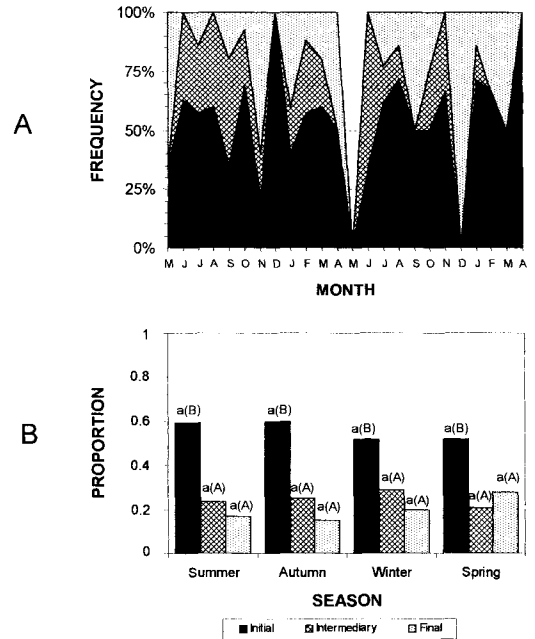 A
FREQUENCY
100%
75%
50%
25%
0%
M J J A S O N D J F M A M J J A S O N D J F M A
MONTH
B
PROPORTION
1
0.8
0.6
0.4
0.2
0
a(B) a(A) a(A) a(B) a(A) a(A) a(B) a(A) a(A) a(B) a(A) a(A)
Summer Autumn Winter Spring
SEASON
Initial Intermediary Final